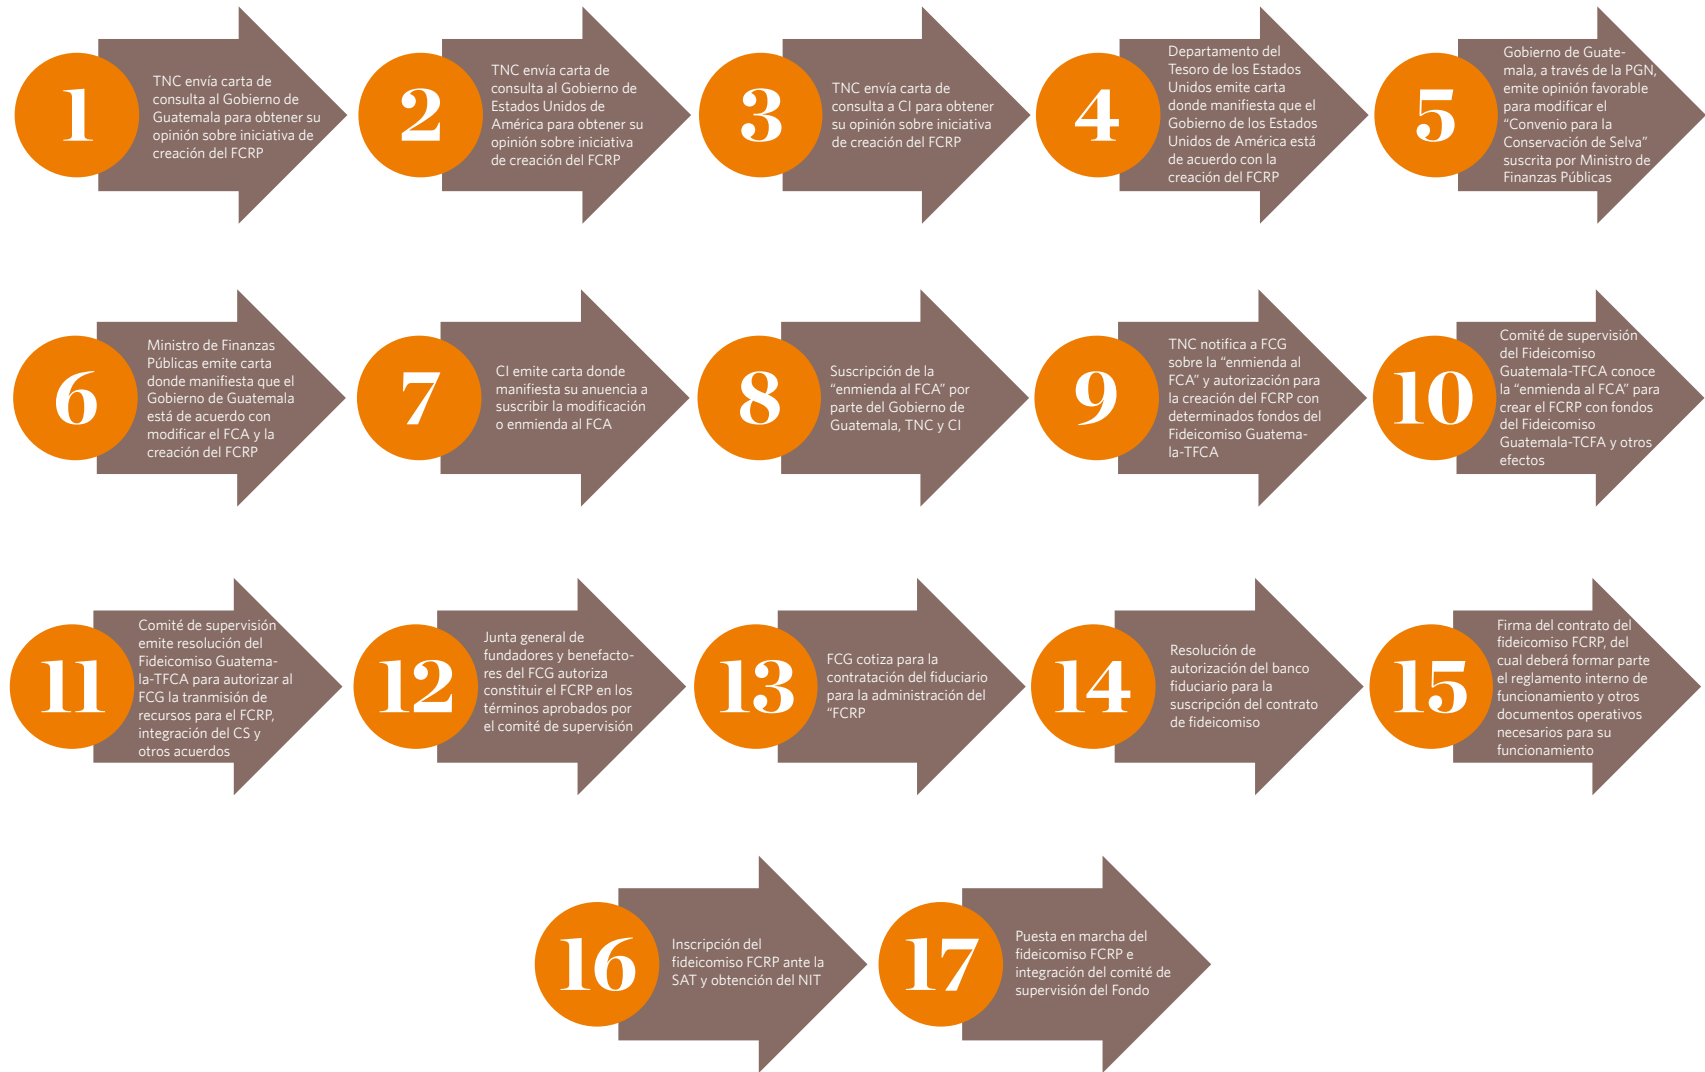 1
TNC envía carta de
consulta al Gobierno de
Guatemala para obtener su
opinión sobre iniciativa de
creación del FCRP
2
TNC envía carta de
consulta al Gobierno de
Estados Unidos de
América para obtener su
opinión sobre iniciativa
de creación del FCRP
3
TNC envía carta de
consulta a CI para obtener
su opinión sobre iniciativa
de creación del FCRP
4
Departamento del
Tesoro de los Estados
Unidos emite carta
donde manifiesta que el
Gobierno de los Estados
Unidos de América está
de acuerdo con la
creación del FCRP
5
Gobierno de Guate-
mala, a través de la PGN,
emite opinión favorable
para modificar el
“Convenio para la
Conservación de Selva”
suscrita por Ministro de
Finanzas Públicas
6
Ministro de Finanzas
Públicas emite carta
donde manifiesta que el
Gobierno de Guatemala
está de acuerdo con
modificar el FCA y la
creación del FCRP
7
CI emite carta donde
manifiesta su anuencia a
suscribir la modificación
o enmienda al FCA
8
Suscripción de la
“enmienda al FCA” por
parte del Gobierno de
Guatemala, TNC y CI
9
TNC notifica a FCG
sobre la “enmienda al
FCA” y autorización para
la creación del FCRP con
determinados fondos del
Fideicomiso Guatema-
la-TFCA
10
Comité de supervisión
del Fideicomiso
Guatemala-TFCA conoce
la “enmienda al FCA” para
crear el FCRP con fondos
del Fideicomiso
Guatemala-TCFA y otros
efectos
11
Comité de supervisión
emite resolución del
Fideicomiso Guatema-
la-TFCA para autorizar al
FCG la tranmisión de
recursos para el FCRP,
integración del CS y
otros acuerdos
12
Junta general de
fundadores y benefacto-
res del FCG autoriza
constituir el FCRP en los
términos aprobados por
el comité de supervisión
13
FCG cotiza para la
contratación del fiduciario
para la administración del
“FCRP
14
Resolución de
autorización del banco
fiduciario para la
suscripción del contrato
de fideicomiso
15
Firma del contrato del
fideicomiso FCRP, del
cual deberá formar parte
el reglamento interno de
funcionamiento y otros
documentos operativos
necesarios para su
funcionamiento
16
Inscripción del
fideicomiso FCRP ante la
SAT y obtención del NIT
17
Puesta en marcha del
fideicomiso FCRP e
integración del comité de
supervisión del Fondo